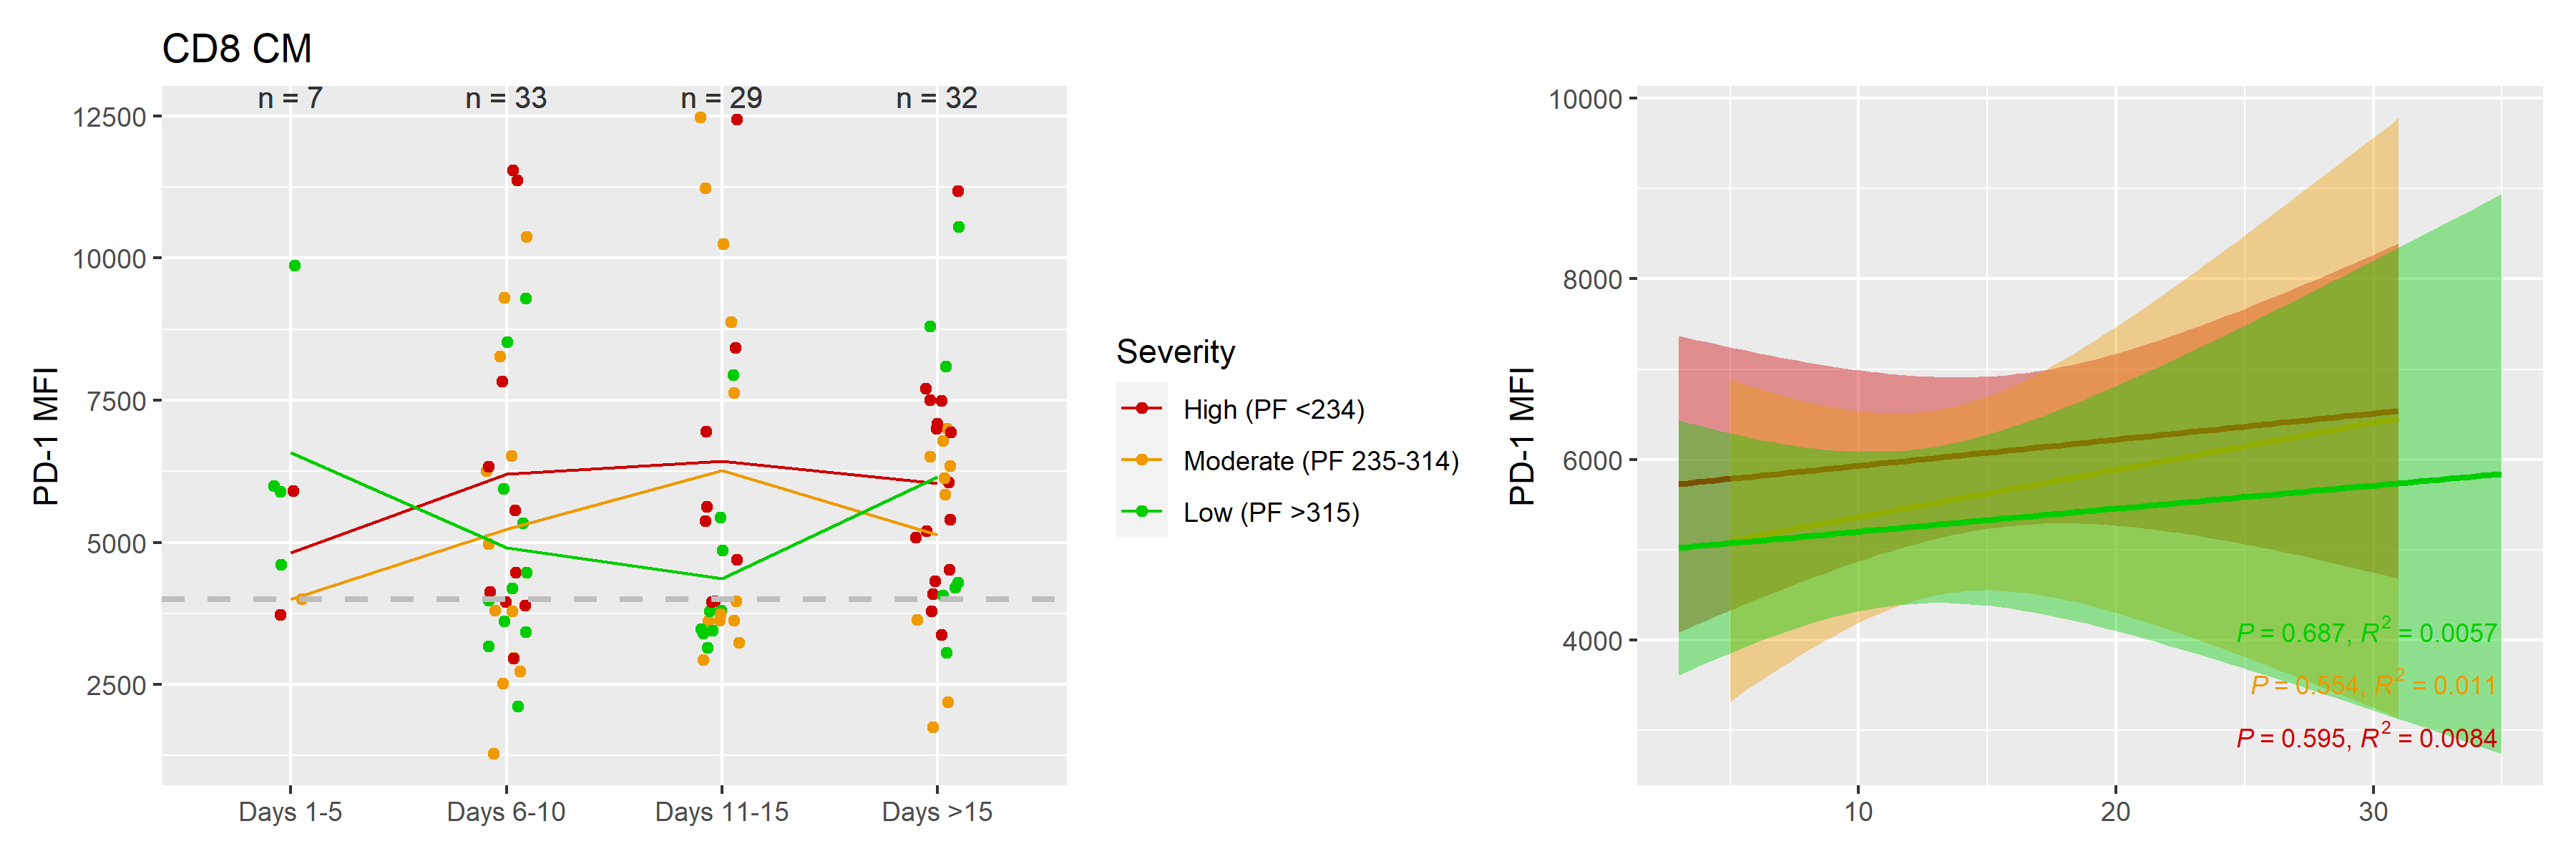 CD8 CM
n = 7
n = 33
n = 29
n = 32
12500
10000
7500
5000
2500
PD-1 MFI
Days 1-5
Days 6-10
Days 11-15
Days >15
Severity
High (PF <234)
Moderate (PF 235-314)
Low (PF >315)
10000
8000
6000
4000
PD-1 MFI
P = 0.687, R² = 0.0057
P = 0.554, R² = 0.011
P = 0.595, R² = 0.0084
10
20
30